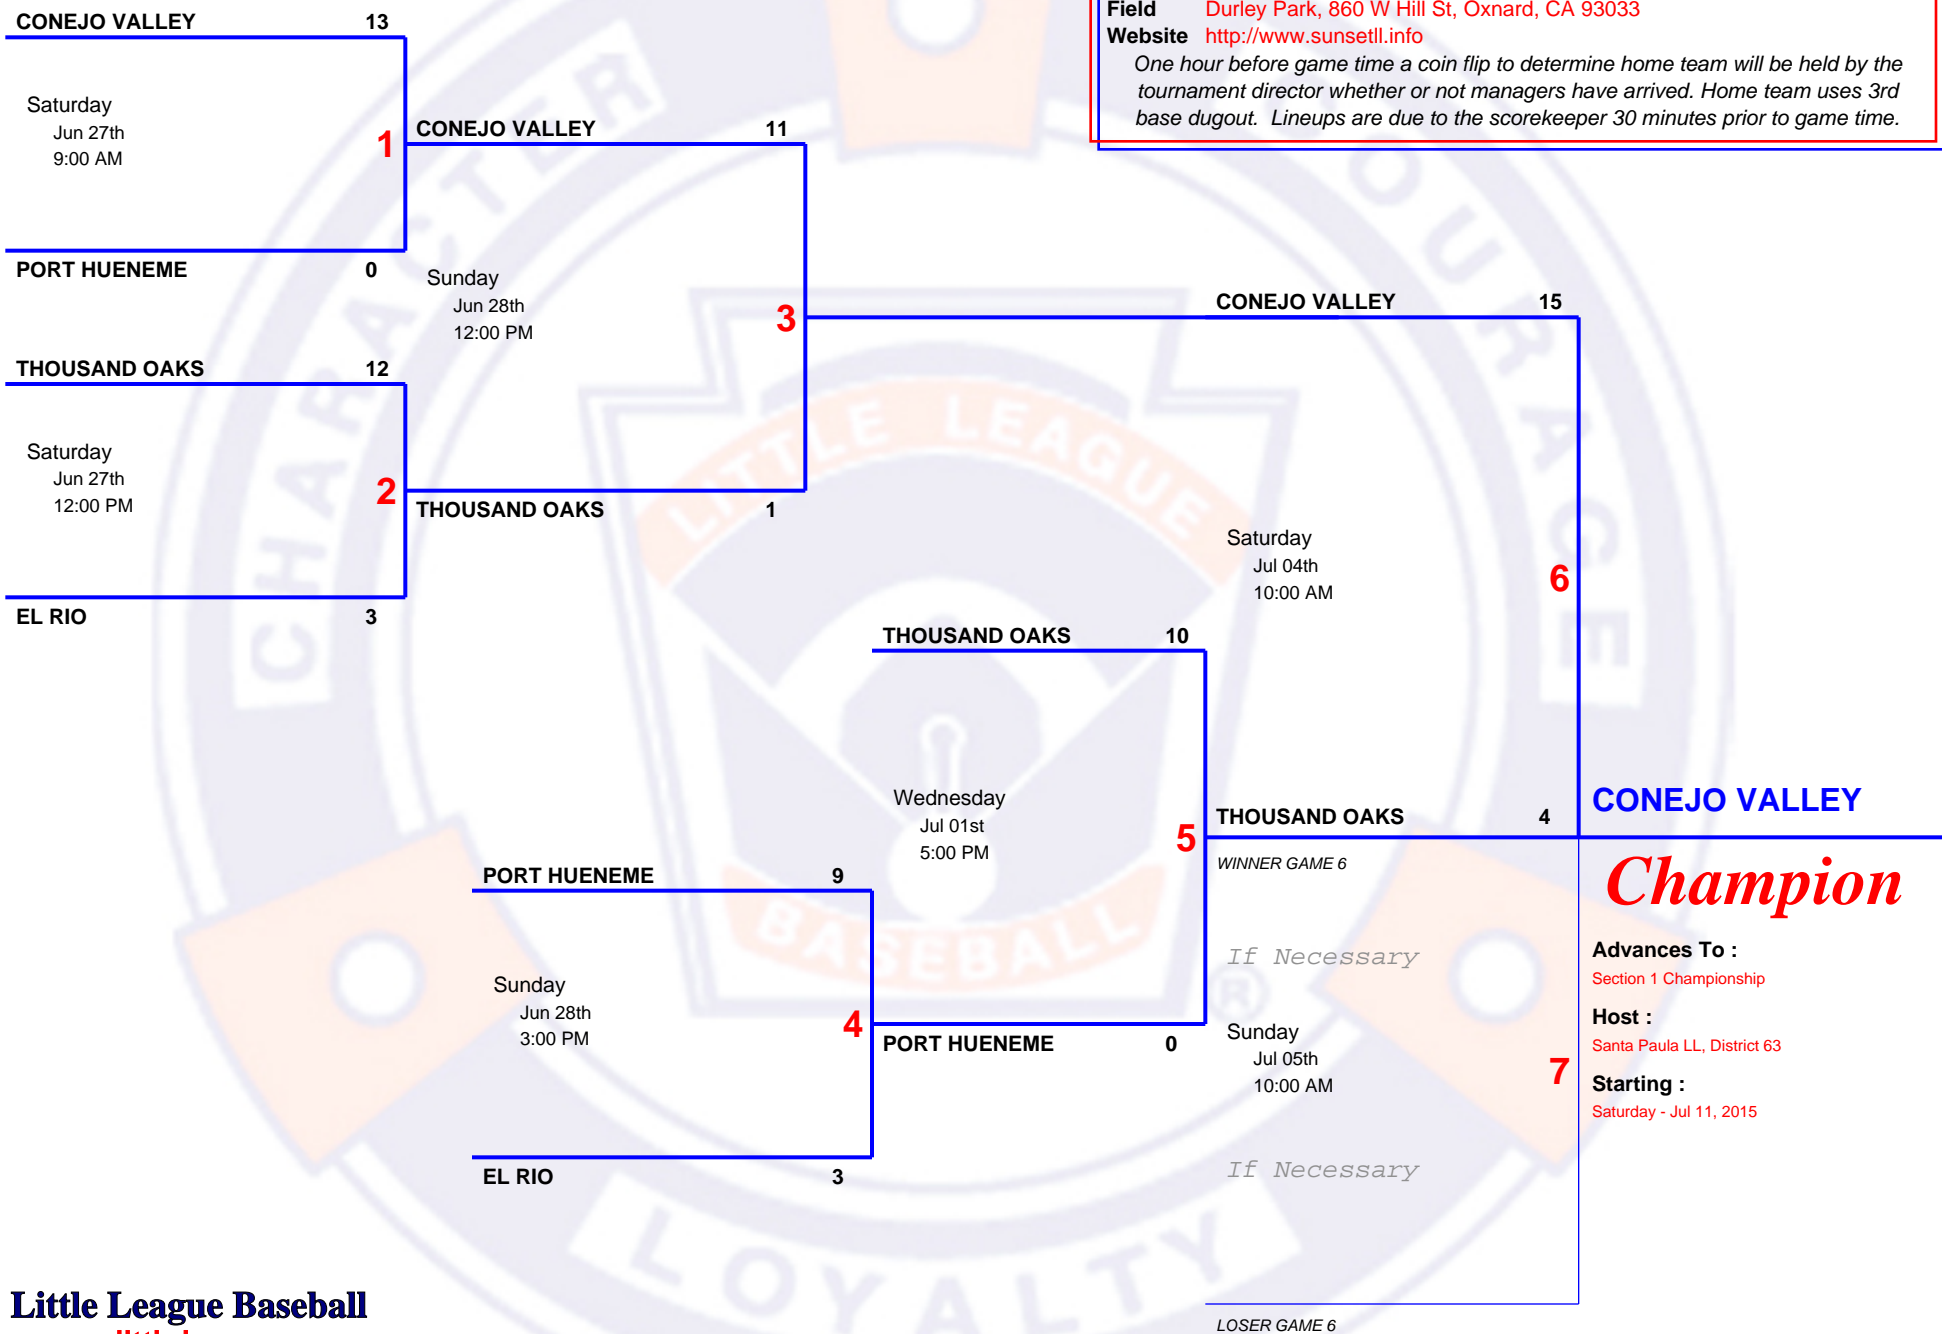 Field Durley Park, 860 W Hill St, Oxnard, CA 93033
Website http://www.sunsetll.info
One hour before game time a coin flip to determine home team will be held by the
tournament director whether or not managers have arrived. Home team uses 3rd
base dugout. Lineups are due to the scorekeeper 30 minutes prior to game time.
CONEJO VALLEY 13
Saturday
Jun 27th
9:00 AM
1
PORT HUENEME 0
THOUSAND OAKS 12
Saturday
Jun 27th
12:00 PM
2
EL RIO 3
CONEJO VALLEY 11
Sunday
Jun 28th
12:00 PM
3
THOUSAND OAKS 1
PORT HUENEME 9
Sunday
Jun 28th
3:00 PM
4
EL RIO 3
THOUSAND OAKS 10
Wednesday
Jul 01st
5:00 PM
5
PORT HUENEME 0
CONEJO VALLEY 15
Saturday
Jul 04th
10:00 AM
6
THOUSAND OAKS 4
WINNER GAME 6
If Necessary
Sunday
Jul 05th
10:00 AM
7
If Necessary
LOSER GAME 6
CONEJO VALLEY
Champion
Advances To :
Section 1 Championship
Host :
Santa Paula LL, District 63
Starting :
Saturday - Jul 11, 2015
Little League Baseball
CHARACTER
COURAGE
LOYALTY
LITTLE LEAGUE
BASEBALL
®